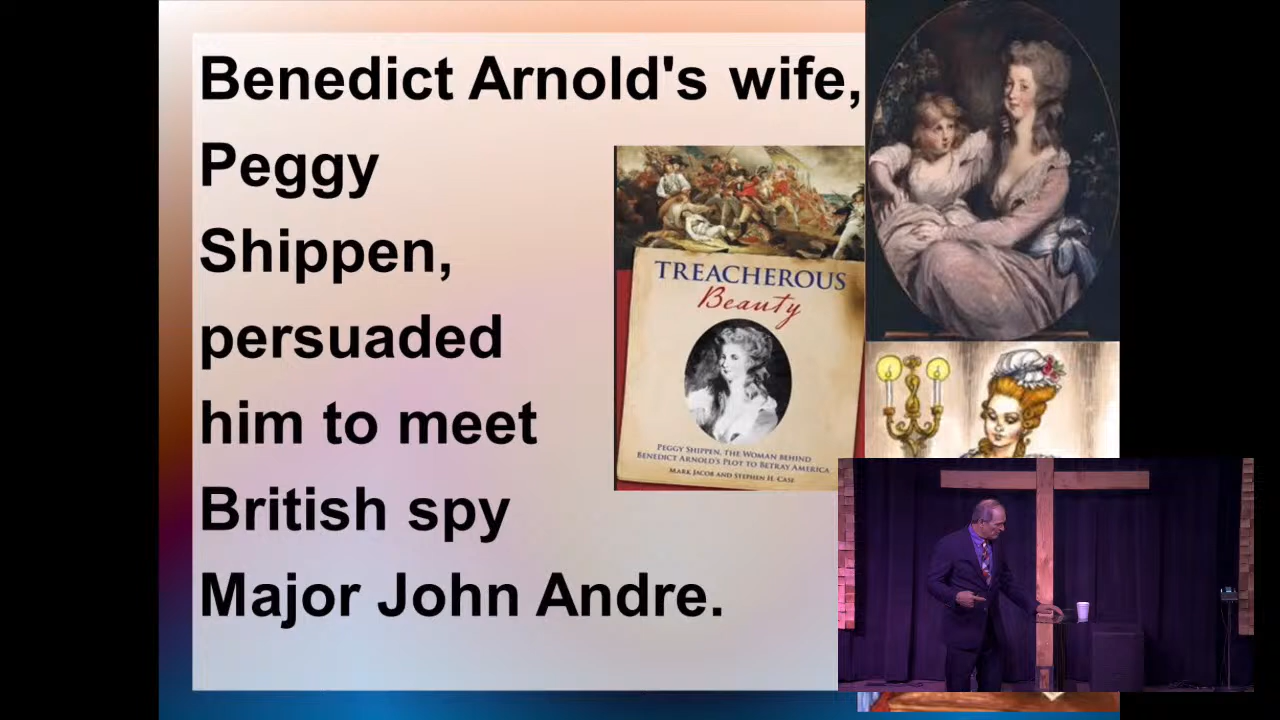 Benedict Arnold's wife,
Peggy
Shippen,
persuaded
him to meet
British spy
Major John Andre.
TREACHEROUS
Beauty
PEGGY SHIPPEN, THE WOMAN BEHIND
BENEDICT ARNOLD'S PLOT TO BETRAY AMERICA
MARK JACOB AND STEPHEN H. CASE